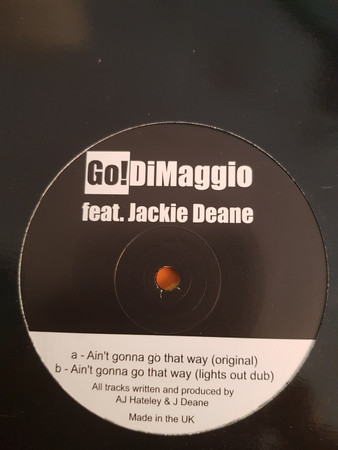 Go!DiMaggio
feat. Jackie Deane
a - Ain't gonna go that way (original)
b - Ain't gonna go that way (lights out dub)
All tracks written and produced by
AJ Hateley & J Deane
Made in the UK